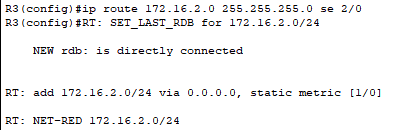 R3(config)#ip route 172.16.2.0 255.255.255.0 se 2/0
R3(config)#RT: SET_LAST_RDB for 172.16.2.0/24
NEW rdb: is directly connected
RT: add 172.16.2.0/24 via 0.0.0.0, static metric [1/0]
RT: NET-RED 172.16.2.0/24